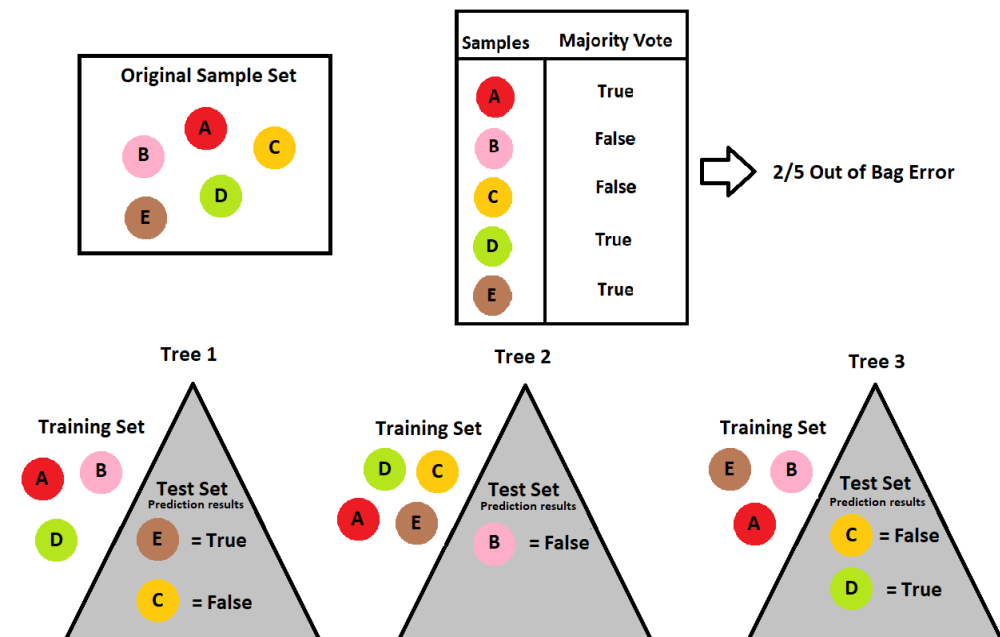 Original Sample Set
A
B
C
D
E
Samples Majority Vote
A True
B False
C False
D True
E True
2/5 Out of Bag Error
Tree 1
Training Set
A
B
D
Test Set
Prediction results
E = True
C = False
Tree 2
Training Set
D
C
A
E
Test Set
Prediction results
B = False
Tree 3
Training Set
E
B
A
Test Set
Prediction results
C = False
D = True